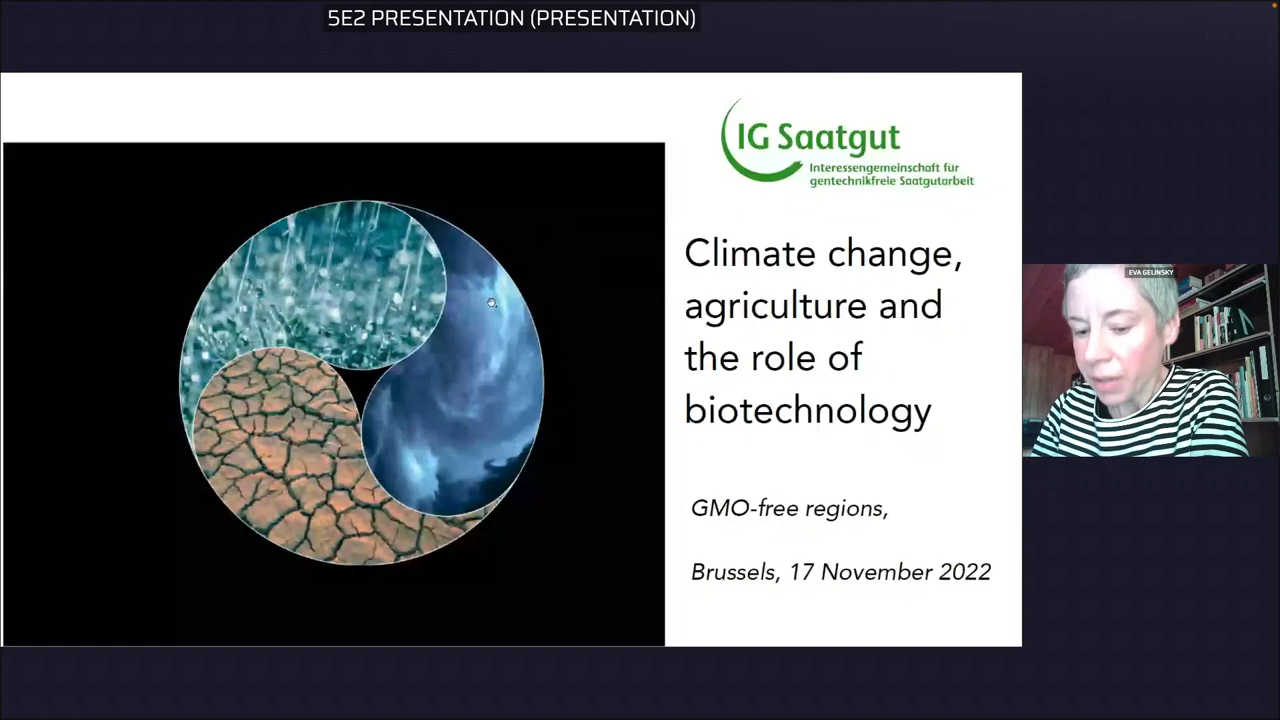 5E2 PRESENTATION (PRESENTATION)
IG Saatgut
Interessengemeinschaft für
gentechnikfreie Saatgutarbeit
Climate change,
agriculture and
the role of
biotechnology
GMO-free regions,
Brussels, 17 November 2022
EVA GELINSKY